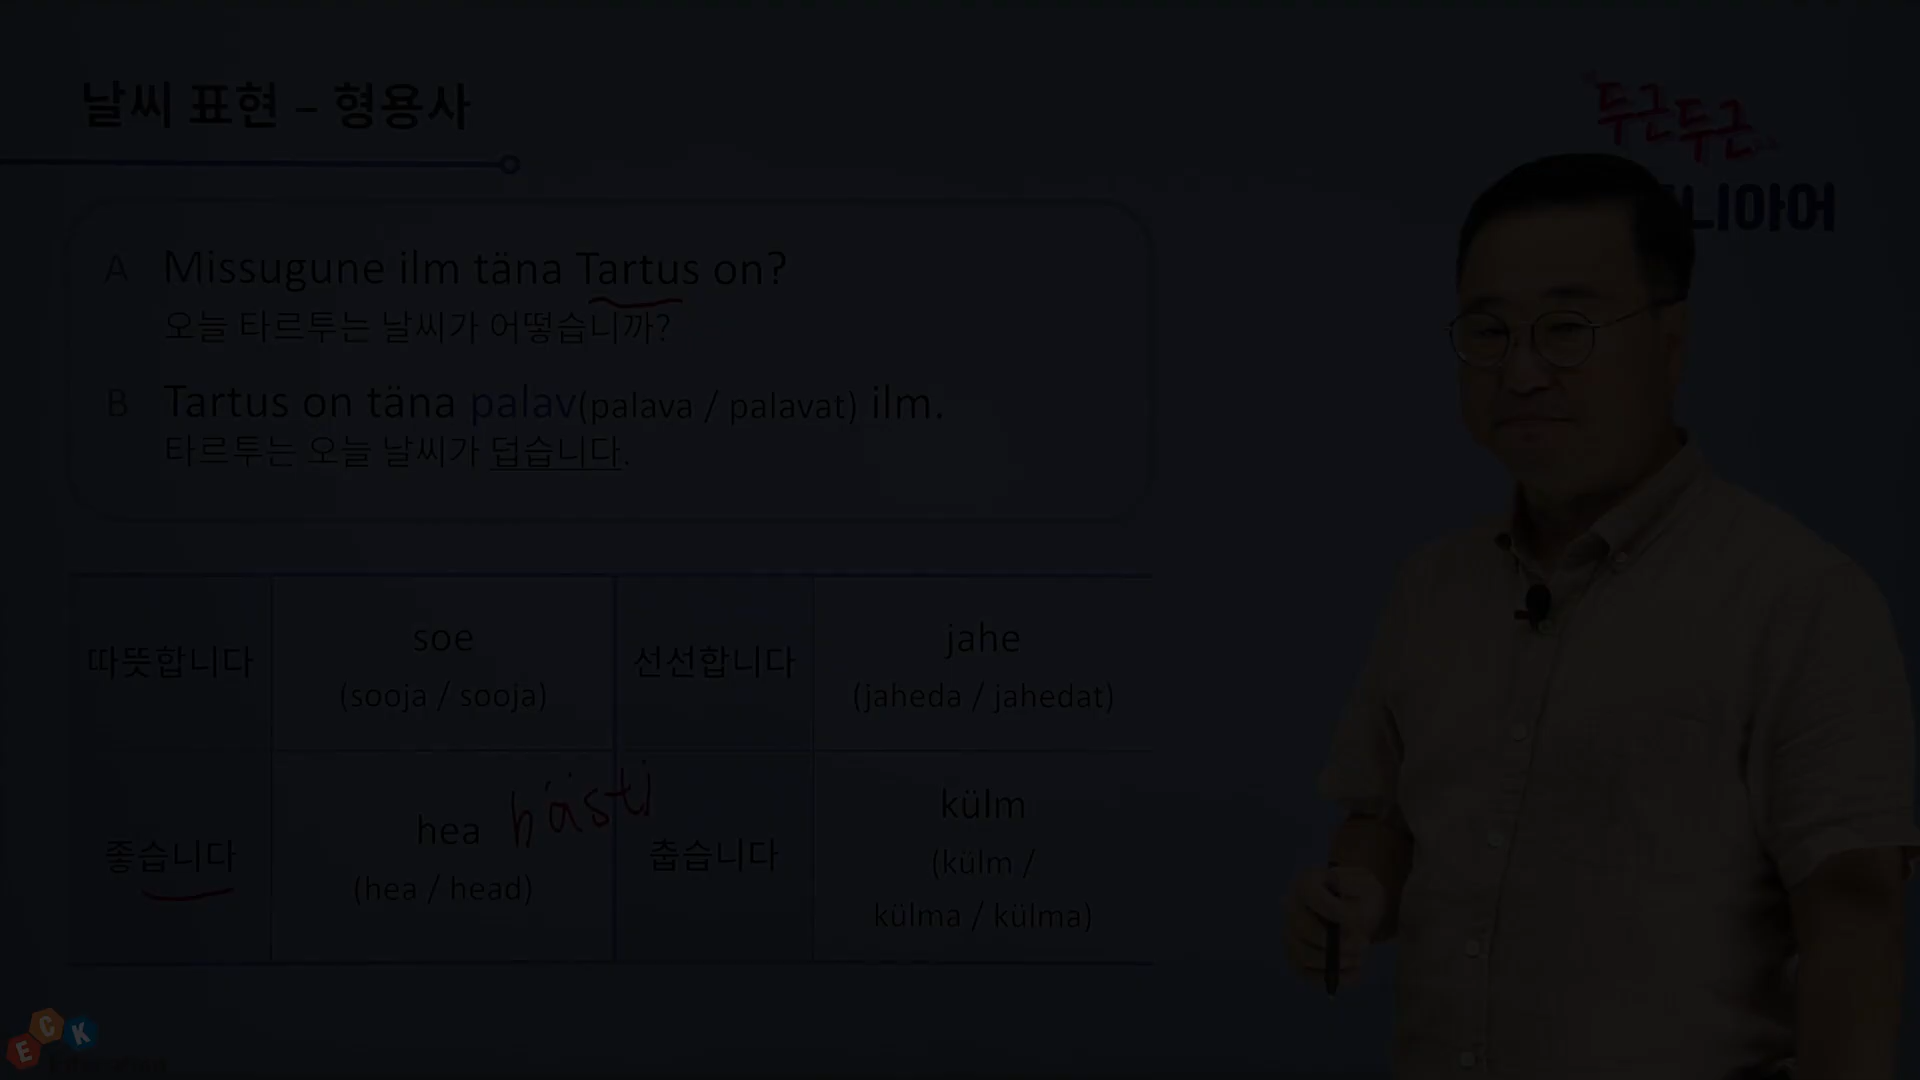 날씨 표현 – 형용사
두근두근
니아어
A Missugune ilm täna Tartus on?
오늘 타르투는 날씨가 어떻습니까?
B Tartus on täna palav(palava / palavat) ilm.
타르투는 오늘 날씨가 덥습니다.
따뜻합니다
soe
(sooja / sooja)
선선합니다
jahe
(jaheda / jahedat)
좋습니다
hea
(hea / head)
hästi
춥습니다
külm
(külm /
külma / külma)
ECK
Education